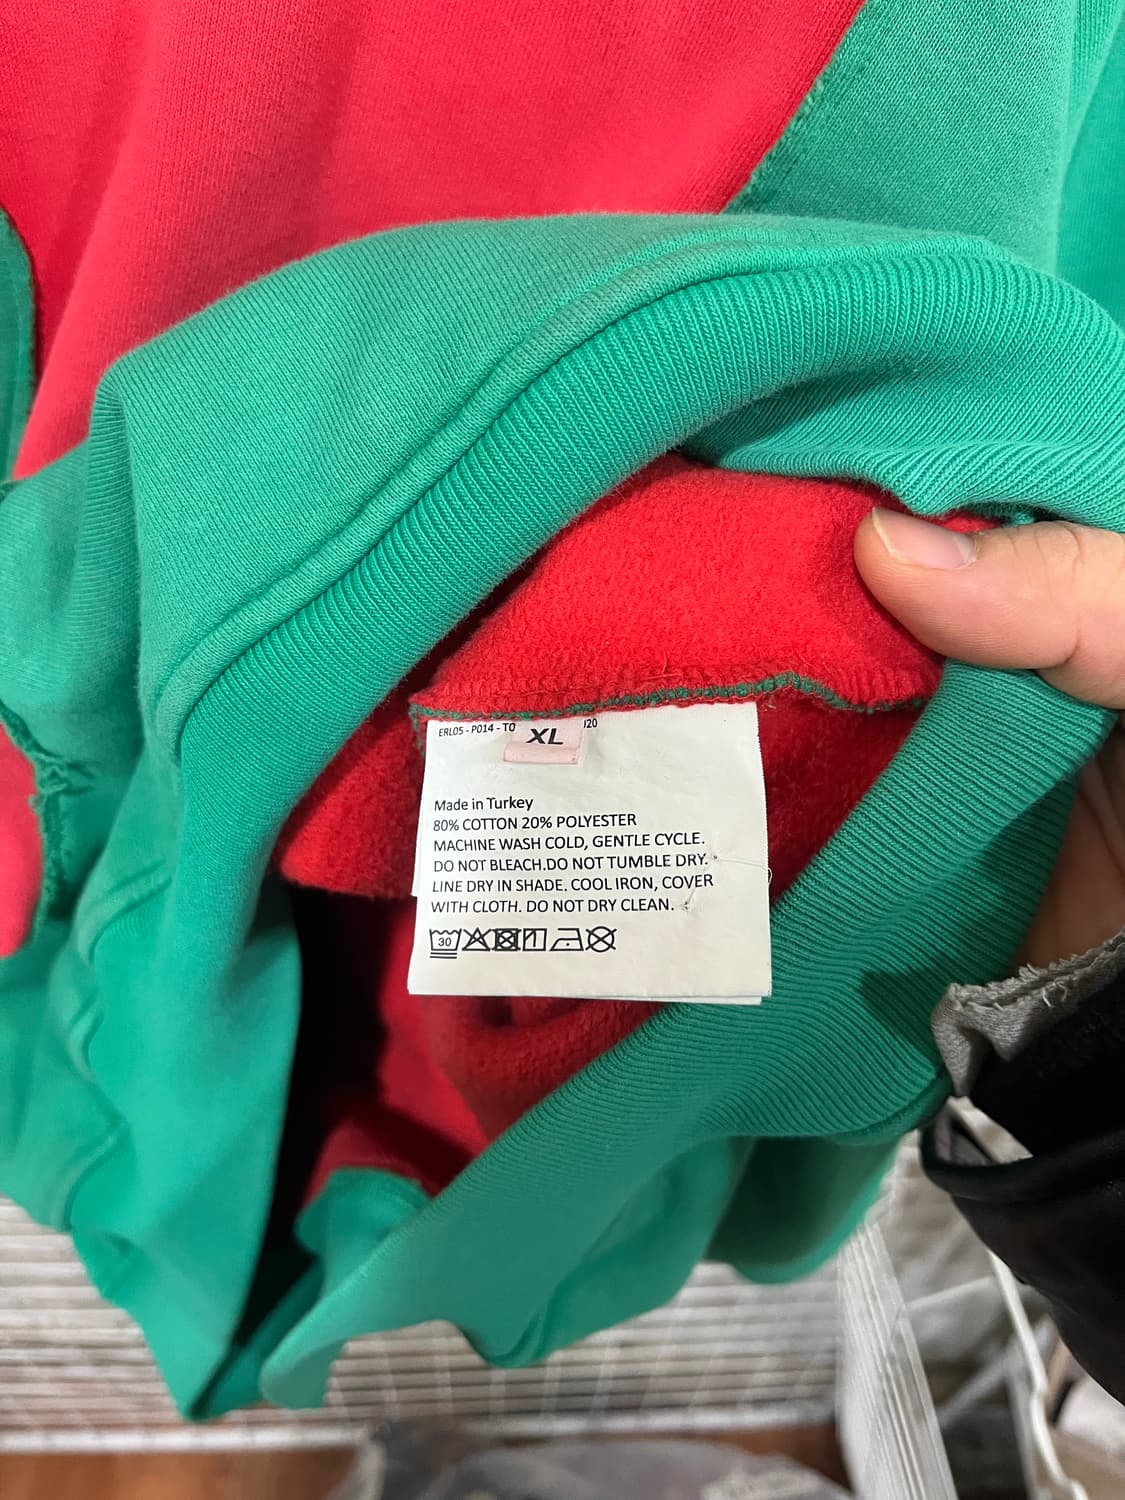 ERL05 - P014 - TO
XL
020
Made in Turkey
80% COTTON 20% POLYESTER
MACHINE WASH COLD, GENTLE CYCLE.
DO NOT BLEACH.DO NOT TUMBLE DRY.
LINE DRY IN SHADE. COOL IRON, COVER
WITH CLOTH. DO NOT DRY CLEAN.
30